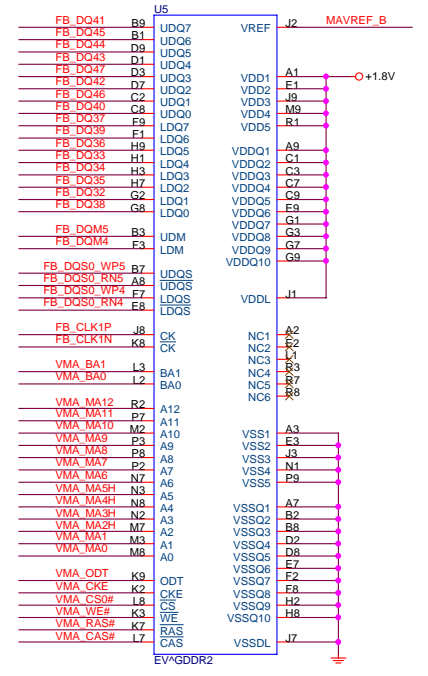 U5
FB_DQ41 B9 UDQ7 VREF J2 MAVREF_B
FB_DQ45 B1 UDQ6
FB_DQ44 D9 UDQ5
FB_DQ43 D1 UDQ4
FB_DQ47 D3 UDQ3 VDD1 A1 +1.8V
FB_DQ42 D7 UDQ2 VDD2 E1
FB_DQ46 C2 UDQ1 VDD3 J9
FB_DQ40 C8 UDQ0 VDD4 M9
FB_DQ37 F9 LDQ7 VDD5 R1
FB_DQ39 F1 LDQ6
FB_DQ36 H9 LDQ5 VDDQ1 A9
FB_DQ33 H1 LDQ4 VDDQ2 C1
FB_DQ34 H3 LDQ3 VDDQ3 C3
FB_DQ35 H7 LDQ2 VDDQ4 C7
FB_DQ32 G2 LDQ1 VDDQ5 C9
FB_DQ38 G8 LDQ0 VDDQ6 E9
VDDQ7 G1
FB_DQM5 B3 UDM VDDQ8 G3
FB_DQM4 F3 LDM VDDQ9 G7
VDDQ10 G9
FB_DQS0_WP5 B7 UDQS
FB_DQS0_RN5 A8 UDQS
FB_DQS0_WP4 F7 LDQS VDDL J1
FB_DQS0_RN4 E8 LDQS
FB_CLK1P J8 CK NC1 A2
FB_CLK1N K8 CK NC2 E2
NC3 L1
VMA_BA1 L3 BA1 NC4 R3
VMA_BA0 L2 BA0 NC5 R7
NC6 R8
VMA_MA12 R2 A12
VMA_MA11 P7 A11
VMA_MA10 M2 A10 VSS1 A3
VMA_MA9 P3 A9 VSS2 E3
VMA_MA8 P8 A8 VSS3 J3
VMA_MA7 P2 A7 VSS4 N1
VMA_MA6 N7 A6 VSS5 P9
VMA_MA5H N3 A5
VMA_MA4H N8 A4 VSSQ1 A7
VMA_MA3H N2 A3 VSSQ2 B2
VMA_MA2H M7 A2 VSSQ3 B8
VMA_MA1 M3 A1 VSSQ4 D2
VMA_MA0 M8 A0 VSSQ5 D8
VSSQ6 E7
VMA_ODT K9 ODT VSSQ7 F2
VMA_CKE K2 CKE VSSQ8 F8
VMA_CS0# L8 CS VSSQ9 H2
VMA_WE# K3 WE VSSQ10 H8
VMA_RAS# K7 RAS
VMA_CAS# L7 CAS VSSDL J7
EV^GDDR2